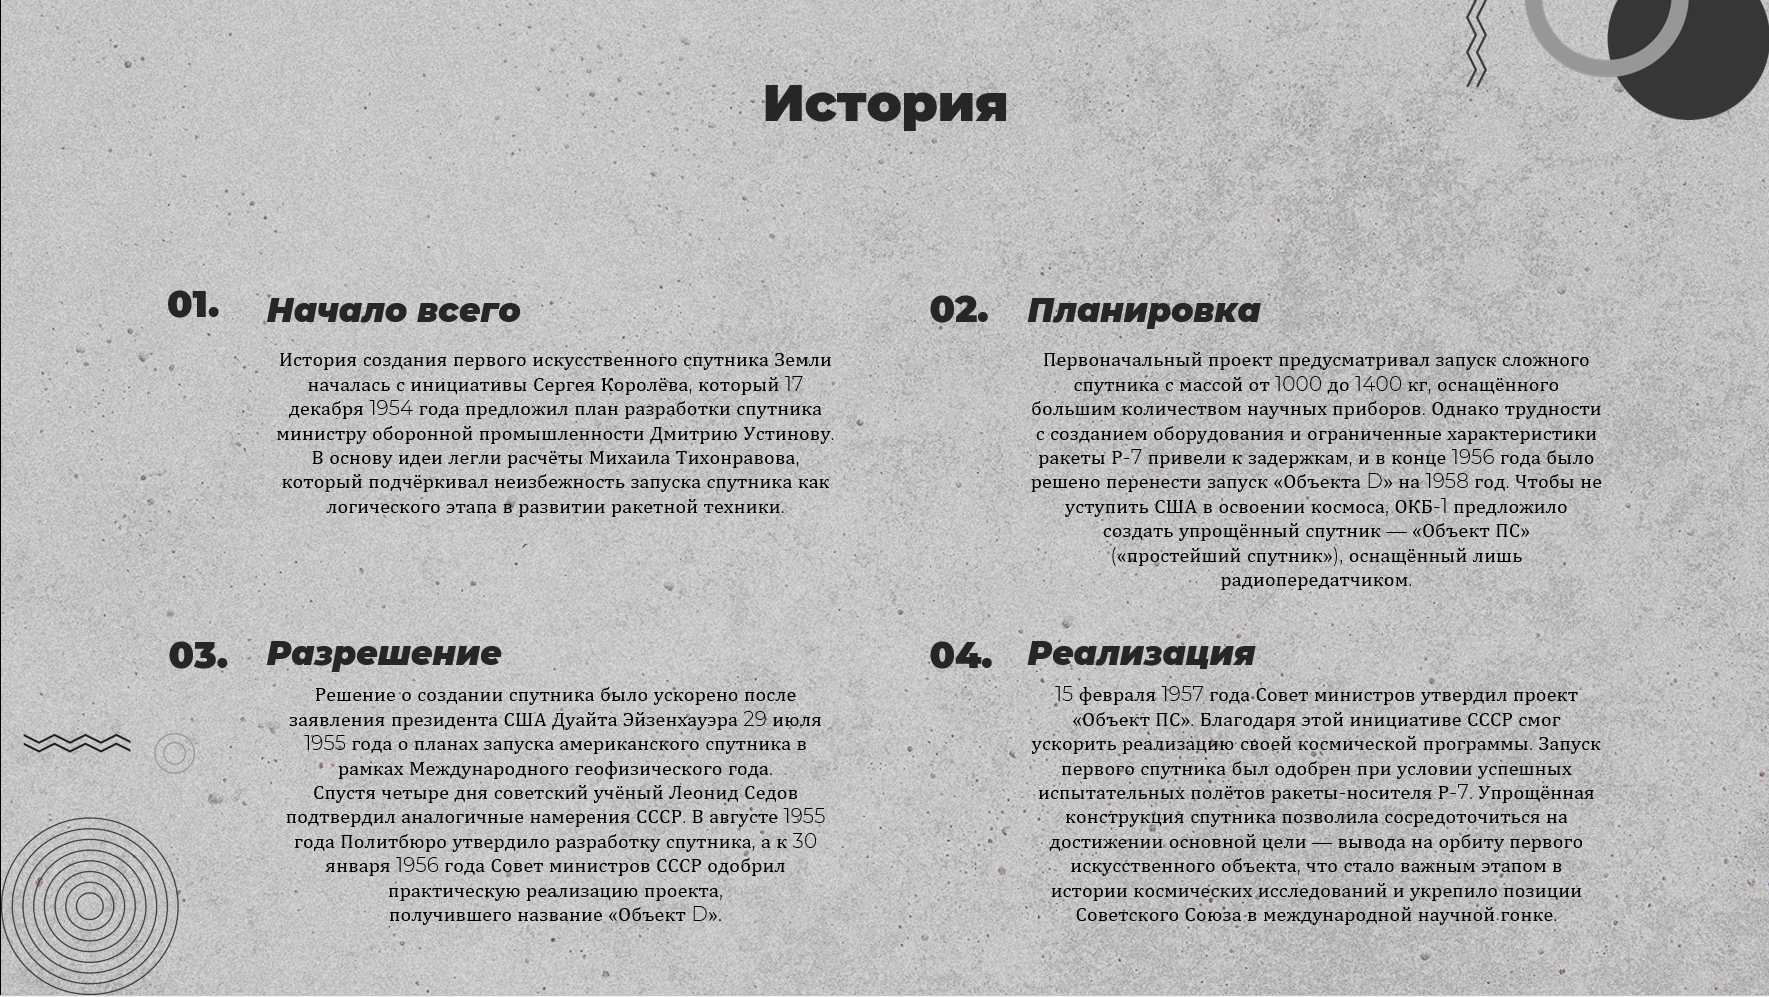 История
01.
Начало всего
История создания первого искусственного спутника Земли
началась с инициативы Сергея Королёва, который 17
декабря 1954 года предложил план разработки спутника
министру оборонной промышленности Дмитрию Устинову.
В основу идеи легли расчёты Михаила Тихонравова,
который подчёркивал неизбежность запуска спутника как
логического этапа в развитии ракетной техники.
02.
Планировка
Первоначальный проект предусматривал запуск сложного
спутника с массой от 1000 до 1400 кг, оснащённого
большим количеством научных приборов. Однако трудности
с созданием оборудования и ограниченные характеристики
ракеты Р-7 привели к задержкам, и в конце 1956 года было
решено перенести запуск «Объекта D» на 1958 год. Чтобы не
уступить США в освоении космоса, ОКБ-1 предложило
создать упрощённый спутник — «Объект ПС»
(«простейший спутник»), оснащённый лишь
радиопередатчиком.
03.
Разрешение
Решение о создании спутника было ускорено после
заявления президента США Дуайта Эйзенхауэра 29 июля
1955 года о планах запуска американского спутника в
рамках Международного геофизического года.
Спустя четыре дня советский учёный Леонид Седов
подтвердил аналогичные намерения СССР. В августе 1955
года Политбюро утвердило разработку спутника, а к 30
января 1956 года Совет министров СССР одобрил
практическую реализацию проекта,
получившего название «Объект D».
04.
Реализация
15 февраля 1957 года Совет министров утвердил проект
«Объект ПС». Благодаря этой инициативе СССР смог
ускорить реализацию своей космической программы. Запуск
первого спутника был одобрен при условии успешных
испытательных полётов ракеты-носителя Р-7. Упрощённая
конструкция спутника позволила сосредоточиться на
достижении основной цели — вывода на орбиту первого
искусственного объекта, что стало важным этапом в
истории космических исследований и укрепило позиции
Советского Союза в международной научной гонке.